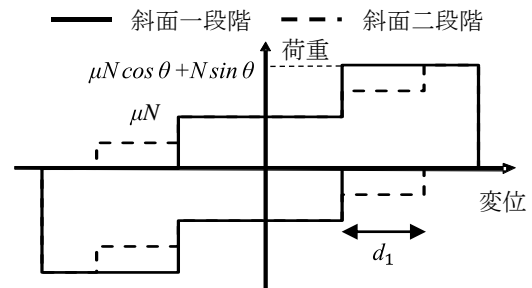 斜面一段階 斜面二段階
荷重
μN cos θ + N sin θ
μN
変位
d₁